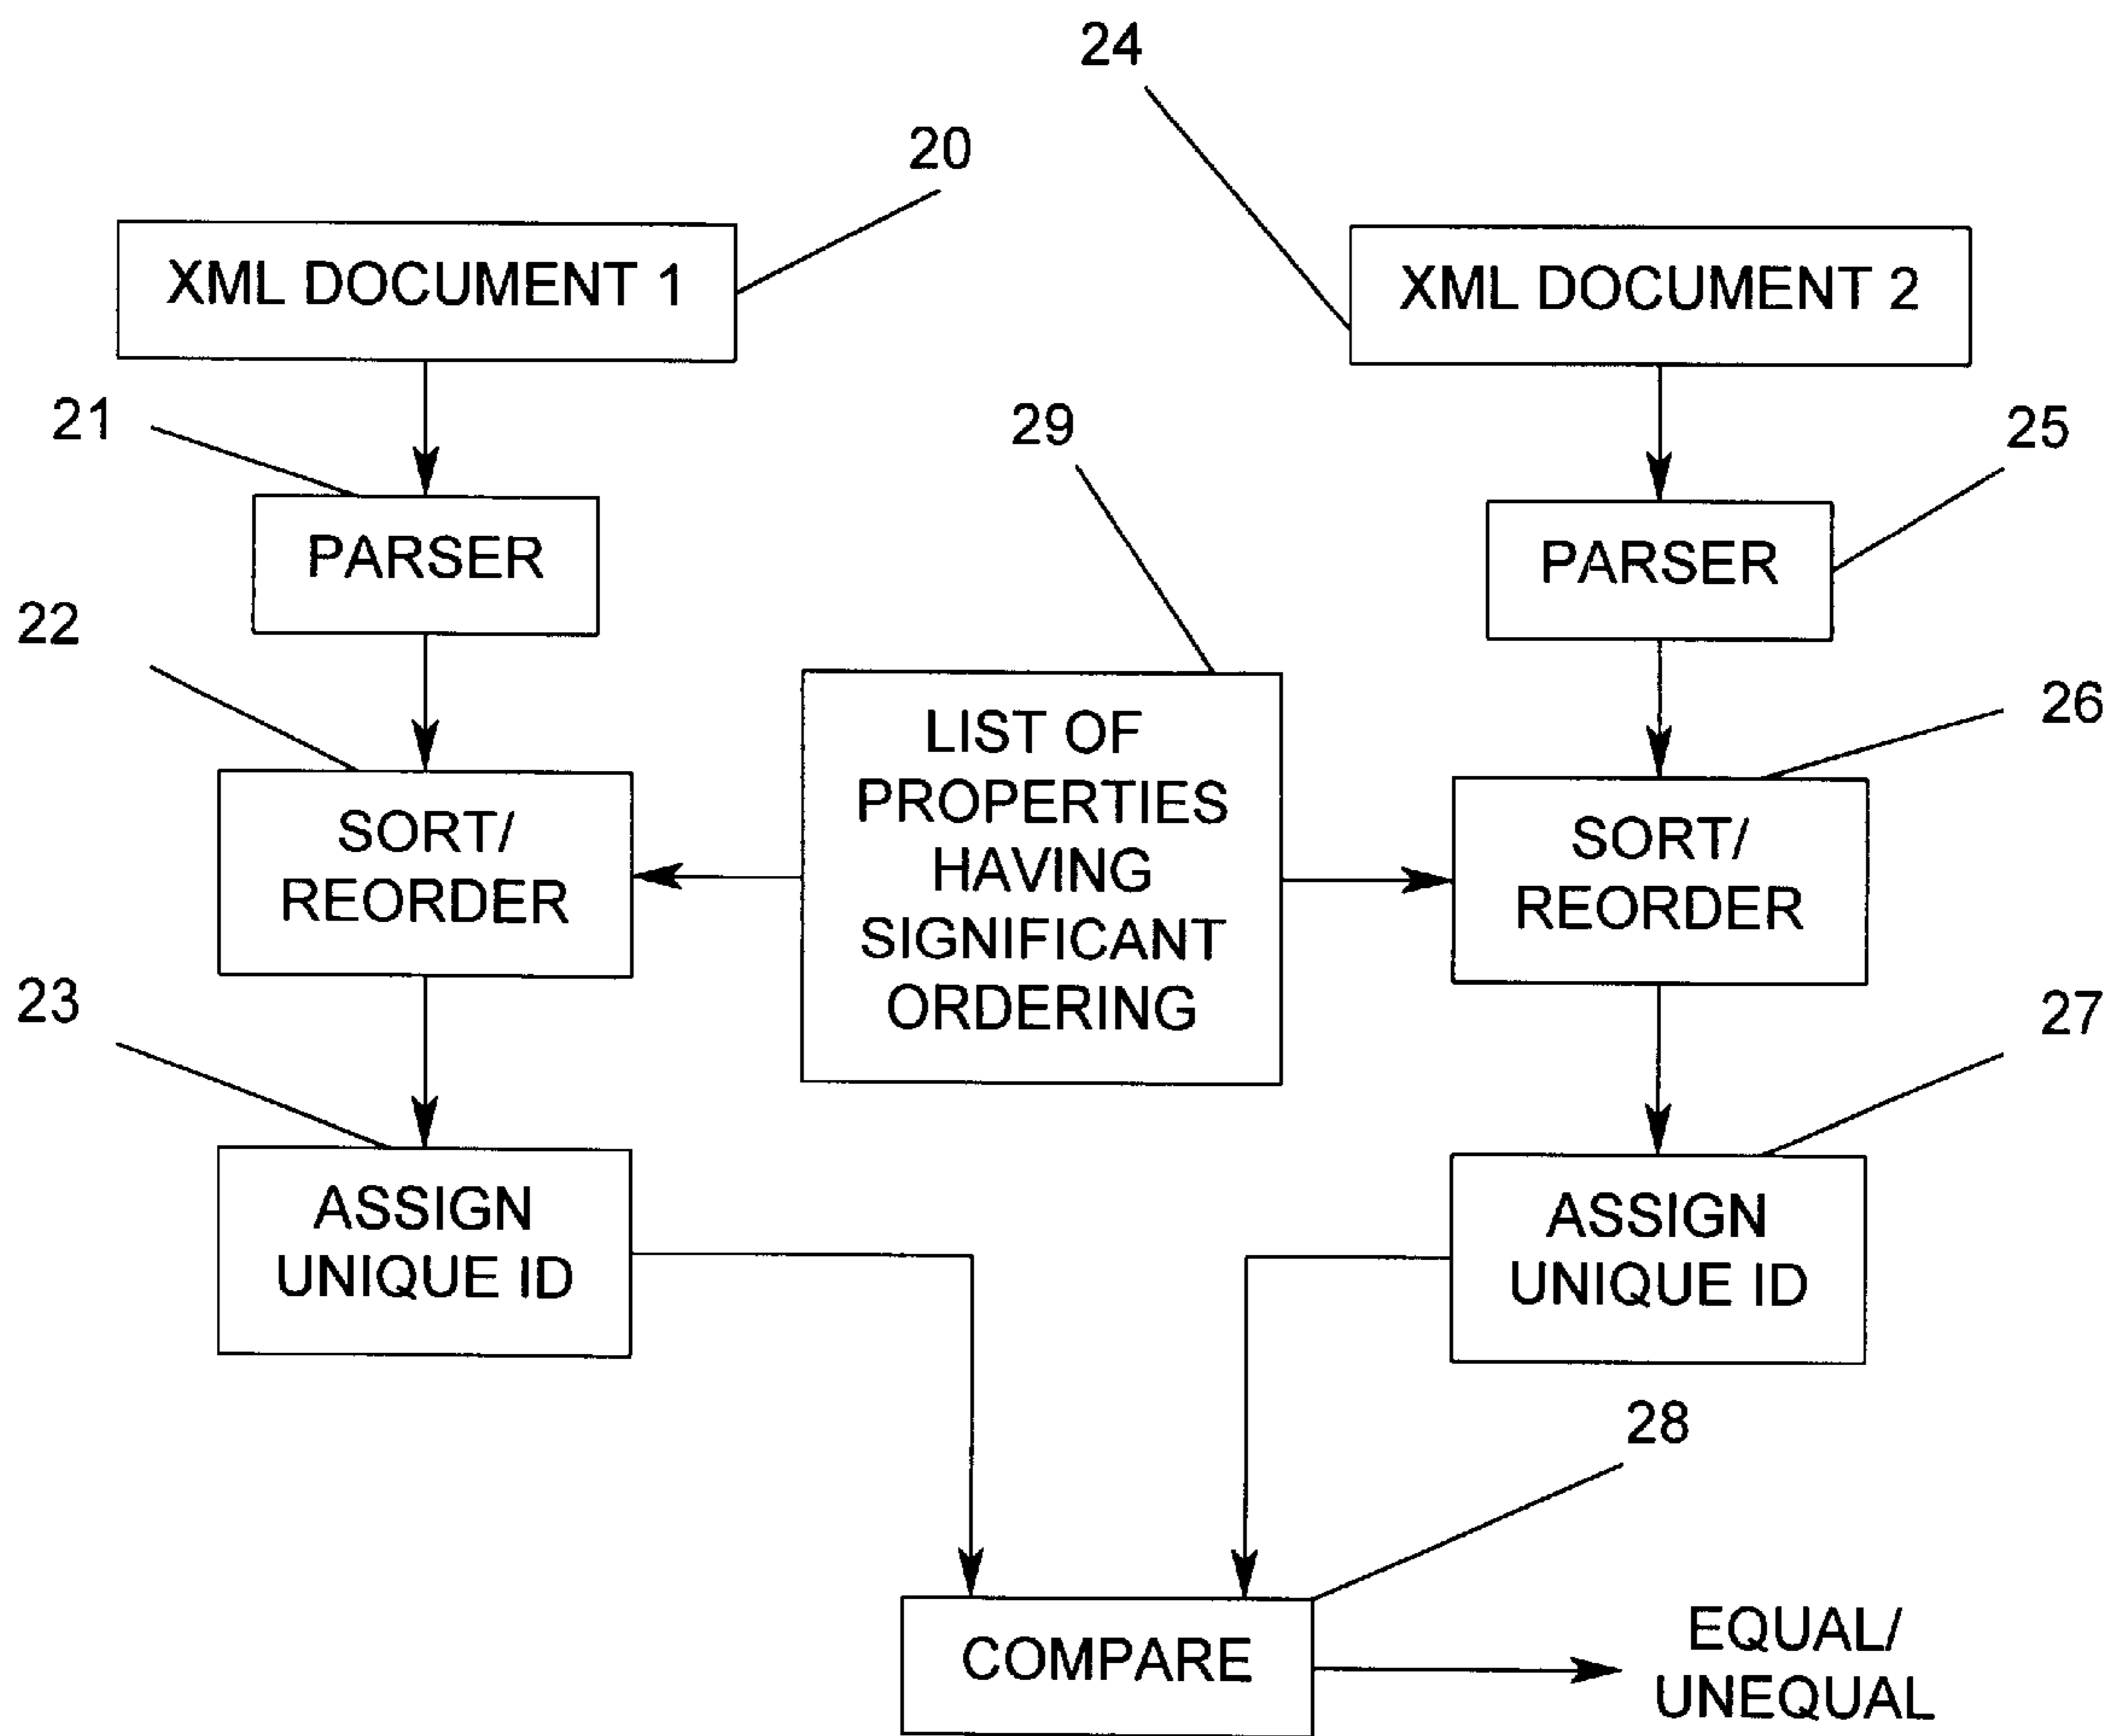 24
20
XML DOCUMENT 1
XML DOCUMENT 2
21
29
25
PARSER
PARSER
22
26
LIST OF
PROPERTIES
HAVING
SIGNIFICANT
ORDERING
SORT/
REORDER
SORT/
REORDER
23
27
ASSIGN
UNIQUE ID
ASSIGN
UNIQUE ID
28
COMPARE
EQUAL/
UNEQUAL